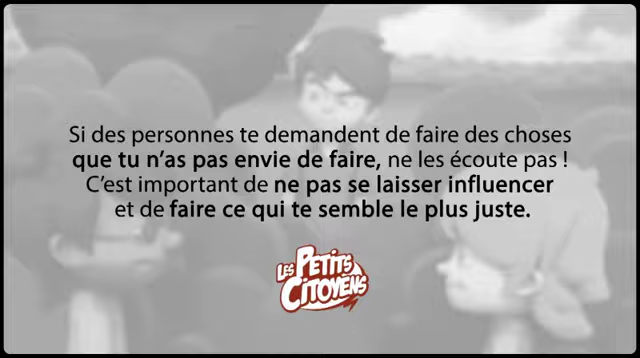 Si des personnes te demandent de faire des choses
que tu n'as pas envie de faire, ne les écoute pas !
C'est important de ne pas se laisser influencer
et de faire ce qui te semble le plus juste.
LES PETITS
CITOYENS